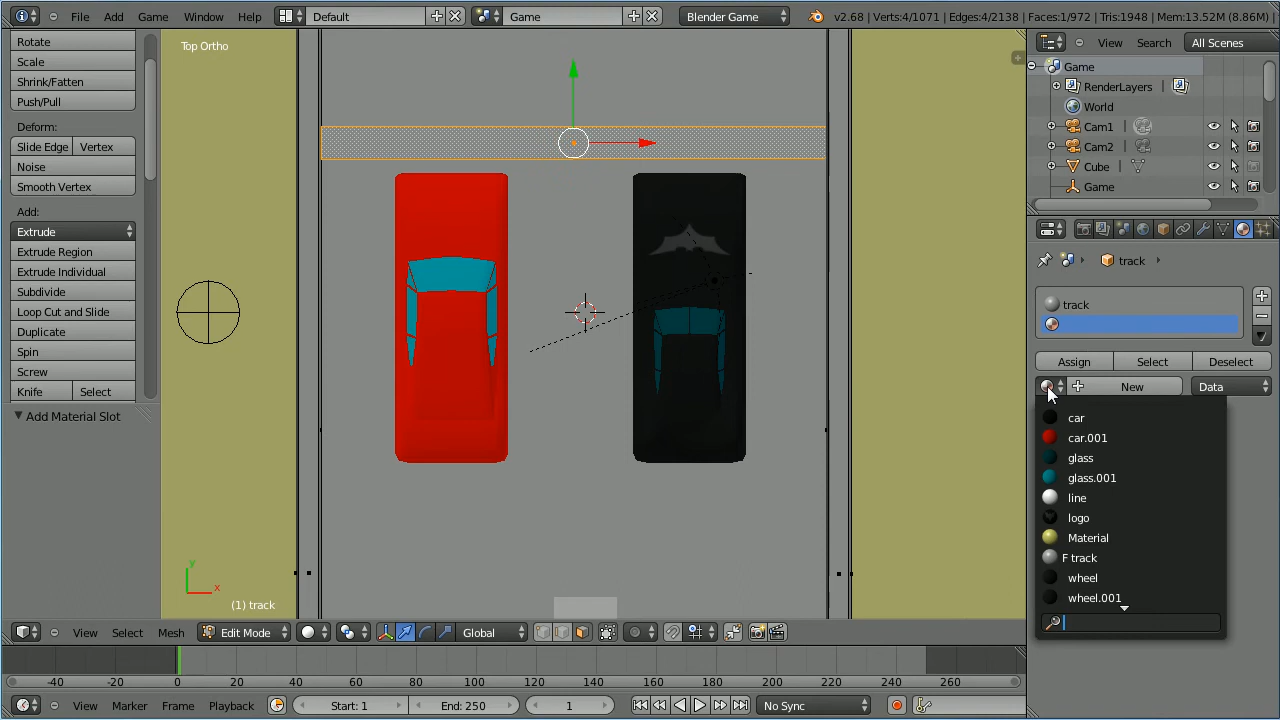 File Add Game Window Help Default Game Blender Game v2.68 | Verts:4/1071 | Edges:4/2138 | Faces:1/972 | Tris:1948 | Mem:13.52M (8.86M) |
Rotate
Scale
Shrink/Fatten
Push/Pull
Deform:
Slide Edge Vertex
Noise
Smooth Vertex
Add:
Extrude
Extrude Region
Extrude Individual
Subdivide
Loop Cut and Slide
Duplicate
Spin
Screw
Knife Select
Add Material Slot
Top Ortho
y
x
(1) track
View Select Mesh Edit Mode Global
View Search All Scenes
Game
RenderLayers |
World
Cam1 |
Cam2 |
Cube |
Game
track
track
Assign Select Deselect
New Data
car
car.001
glass
glass.001
line
logo
Material
F track
wheel
wheel.001
-40 -20 0 20 40 60 80 100 120 140 160 180 200 220 240 260
View Marker Frame Playback Start: 1 End: 250 1 No Sync